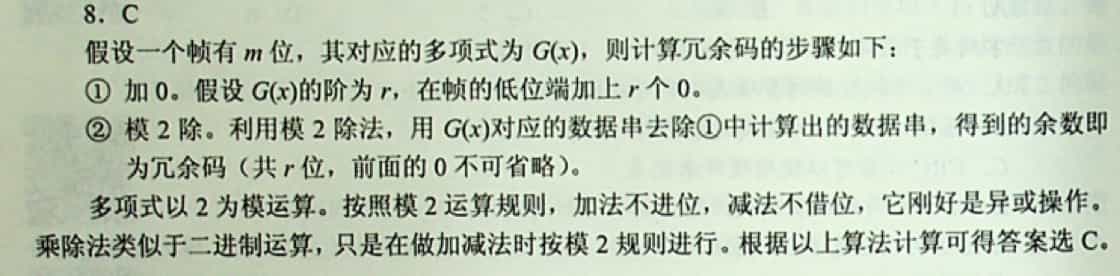 8．C
假设一个帧有 m 位，其对应的多项式为 G(x)，则计算冗余码的步骤如下：
① 加 0。假设 G(x)的阶为 r，在帧的低位端加上 r 个 0。
② 模 2 除。利用模 2 除法，用 G(x)对应的数据串去除①中计算出的数据串，得到的余数即
为冗余码（共 r 位，前面的 0 不可省略）。
多项式以 2 为模运算。按照模 2 运算规则，加法不进位，减法不借位，它刚好是异或操作。
乘除法类似于二进制运算，只是在做加减法时按模 2 规则进行。根据以上算法计算可得答案选 C。